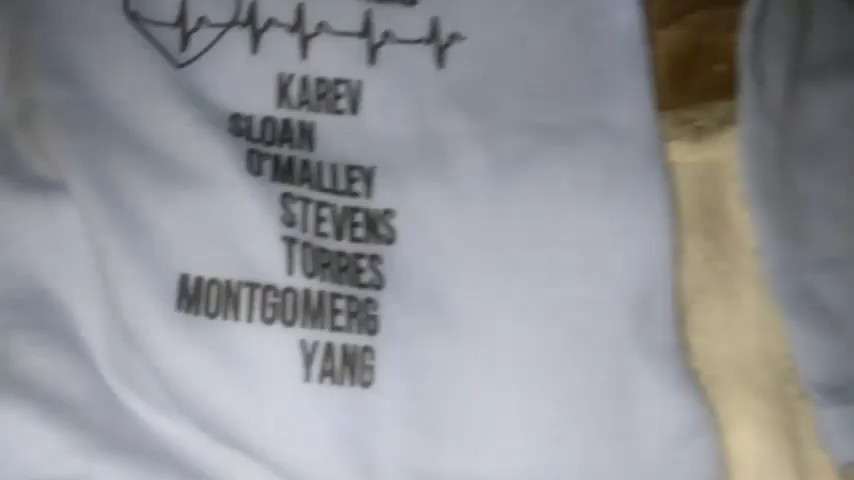 KAREV
SLOAN
O'MALLEY
STEVENS
TORRES
MONTGOMERG
YANG